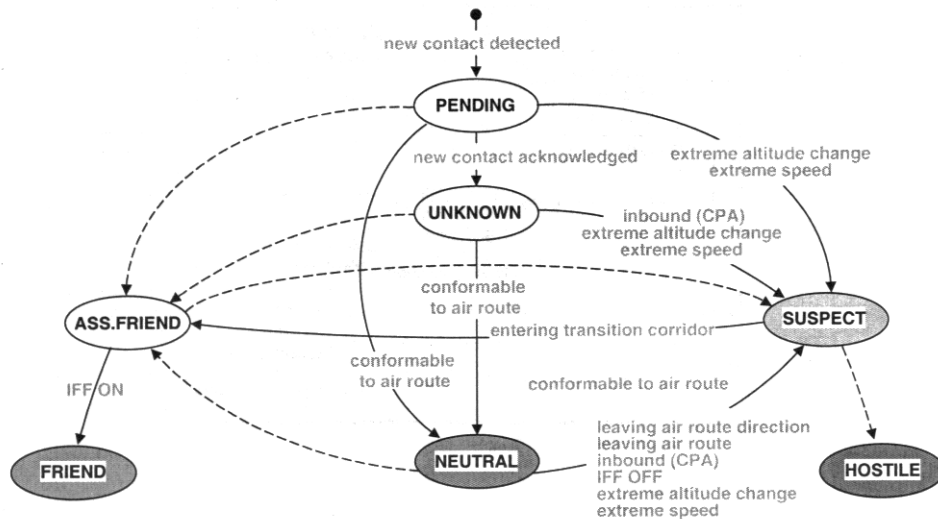 new contact detected
PENDING
new contact acknowledged
extreme altitude change
extreme speed
UNKNOWN
inbound (CPA)
extreme altitude change
extreme speed
conformable
to air route
ASS.FRIEND
entering transition corridor
SUSPECT
conformable
to air route
conformable to air route
IFF ON
leaving air route direction
leaving air route
inbound (CPA)
IFF OFF
extreme altitude change
extreme speed
FRIEND
NEUTRAL
HOSTILE